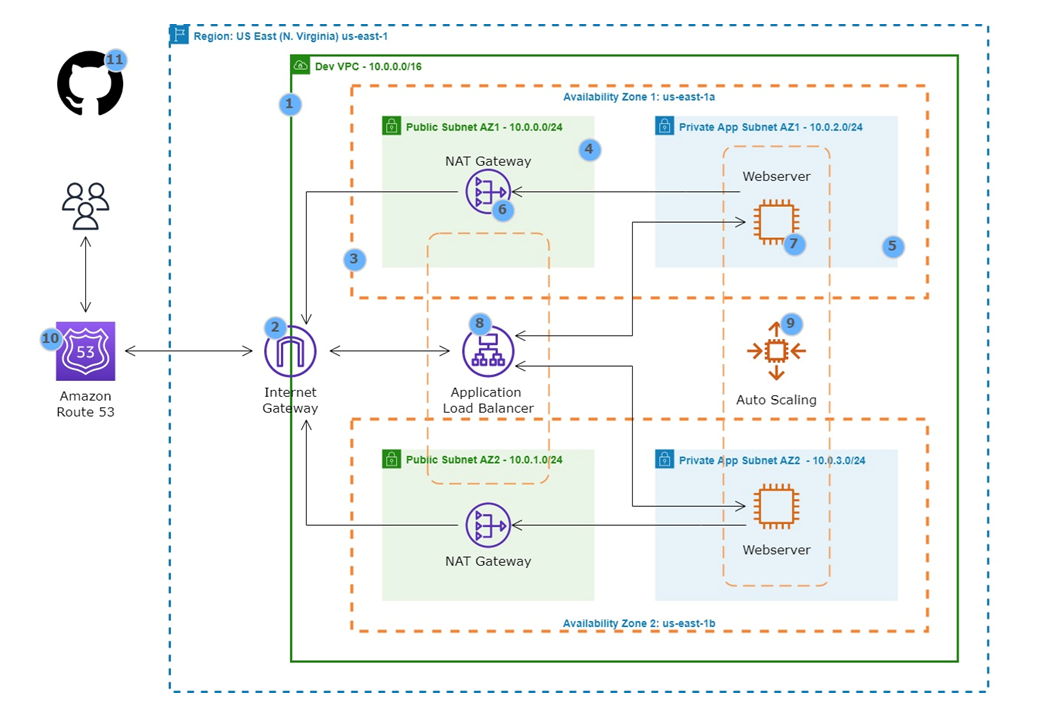 11
Region: US East (N. Virginia) us-east-1
Dev VPC - 10.0.0.0/16
1
Availability Zone 1: us-east-1a
Public Subnet AZ1 - 10.0.0.0/24
Private App Subnet AZ1 - 10.0.2.0/24
4
NAT Gateway
Webserver
6
7
5
3
10
53
Amazon
Route 53
2
Internet
Gateway
8
Application
Load Balancer
9
Auto Scaling
Public Subnet AZ2 - 10.0.1.0/24
Private App Subnet AZ2 - 10.0.3.0/24
NAT Gateway
Webserver
Availability Zone 2: us-east-1b